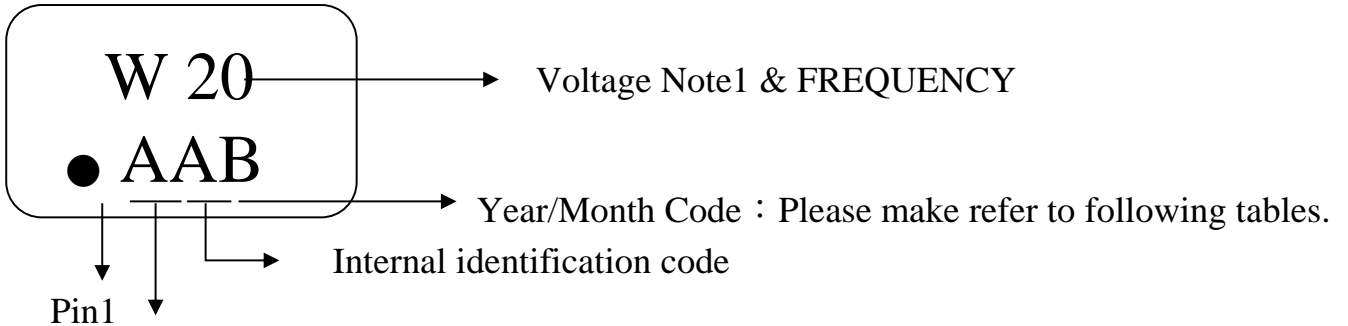 W 20
Voltage Note1 & FREQUENCY
● AAB
Year/Month Code：Please make refer to following tables.
Internal identification code
Pin1